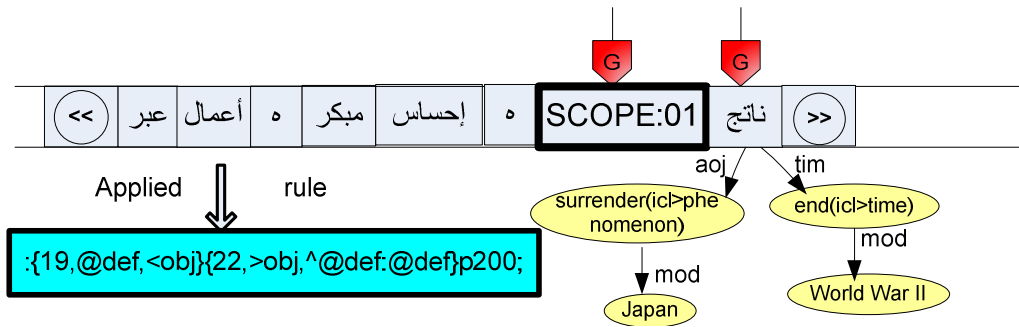 G G
<< عبر أعمال ه مبكر إحساس ه SCOPE:01 ناتج >>
aoj tim
Applied rule
surrender(icl>phe
nomenon)
end(icl>time)
:{19,@def,<obj}{22,>obj,^@def:@def}p200;
mod
mod
World War II
Japan